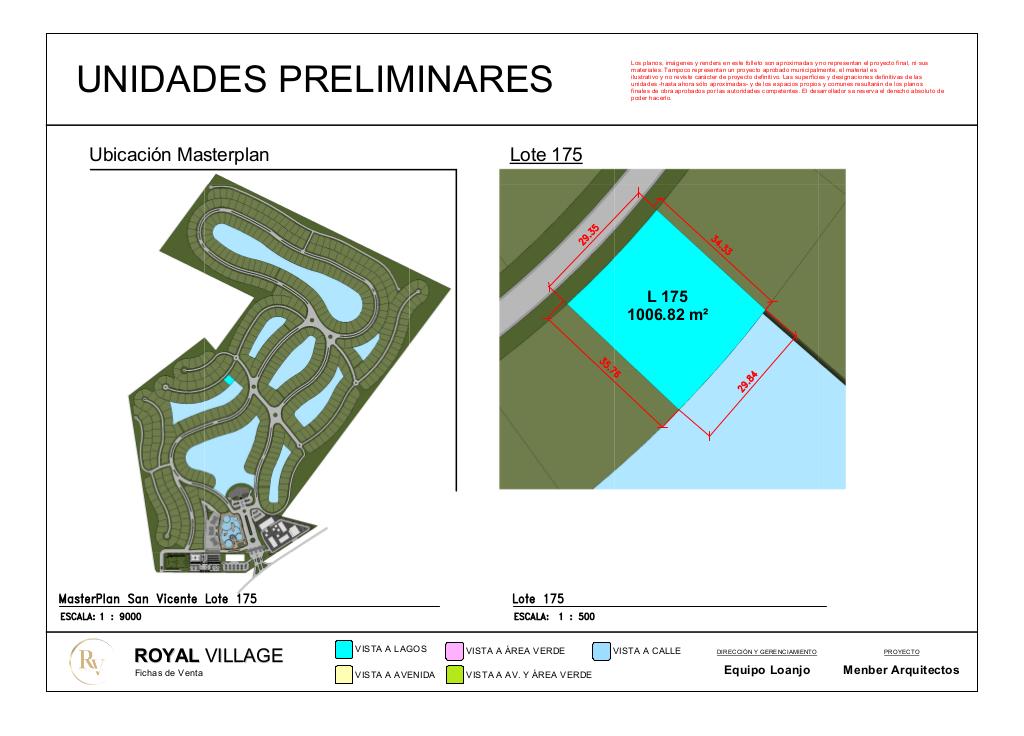 UNIDADES PRELIMINARES
Los planos, imágenes y renders en este folleto son aproximadas y no representan el proyecto final, ni sus
materiales. Tampoco representan un proyecto aprobado municipalmente, el material es
ilustrativo y no reviste carácter de proyecto definitivo. Las superficies y designaciones definitivas de las
unidades -hasta ahora sólo aproximadas- y de los espacios propios y comunes resultarán de los planos
finales de obra aprobados por las autoridades competentes. El desarrollador se reserva el derecho absoluto de
poder hacerlo.
Ubicación Masterplan
Lote 175
29.35
34.33
L 175
1006.82 m²
35.76
29.84
MasterPlan San Vicente Lote 175
ESCALA: 1 : 9000
Lote 175
ESCALA: 1 : 500
RV
ROYAL VILLAGE
Fichas de Venta
VISTA A LAGOS
VISTA A ÁREA VERDE
VISTA A CALLE
VISTA A AVENIDA
VISTA A AV. Y ÁREA VERDE
DIRECCIÓN Y GERENCIAMIENTO
Equipo Loanjo
PROYECTO
Menber Arquitectos